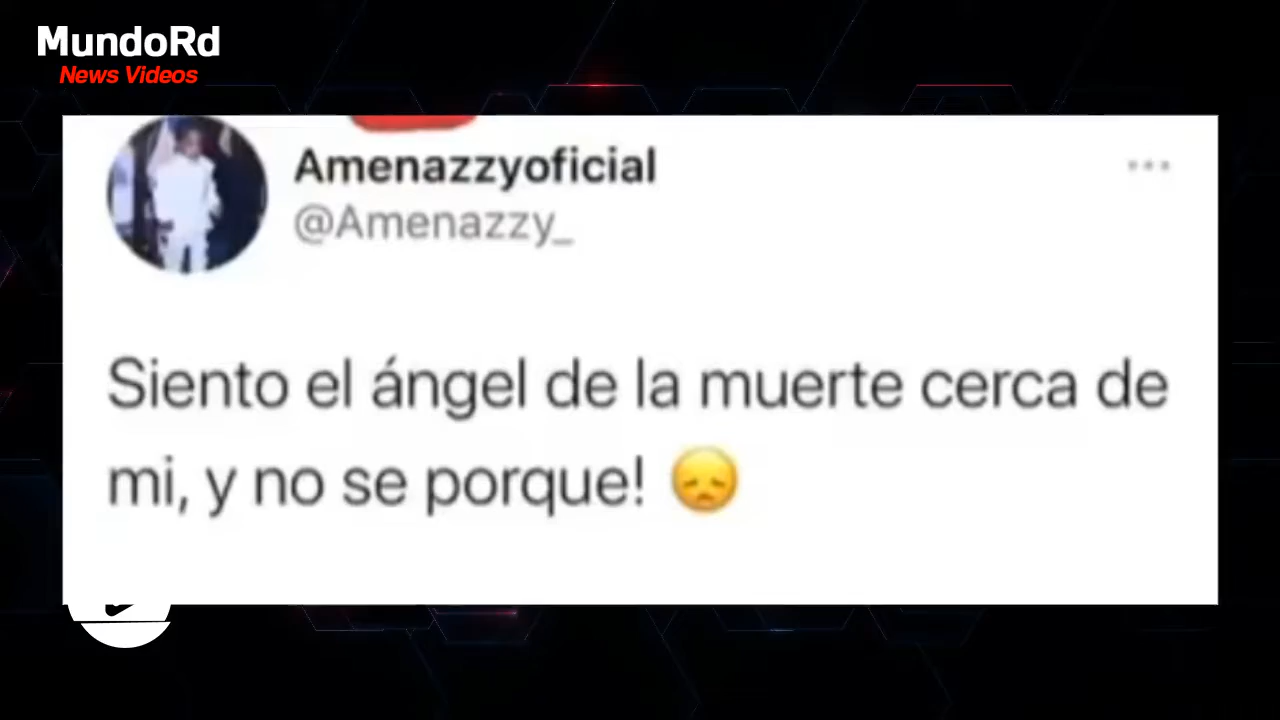 MundoRd
News Videos
Amenazzyoficial
@Amenazzy_
Siento el ángel de la muerte cerca de
mi, y no se porque! 😞